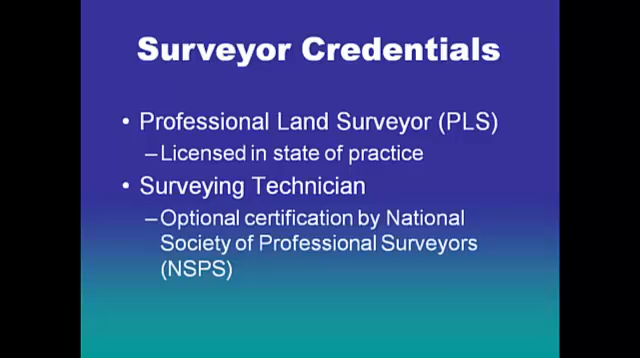 Surveyor Credentials
• Professional Land Surveyor (PLS)
–Licensed in state of practice
• Surveying Technician
–Optional certification by National
Society of Professional Surveyors
(NSPS)